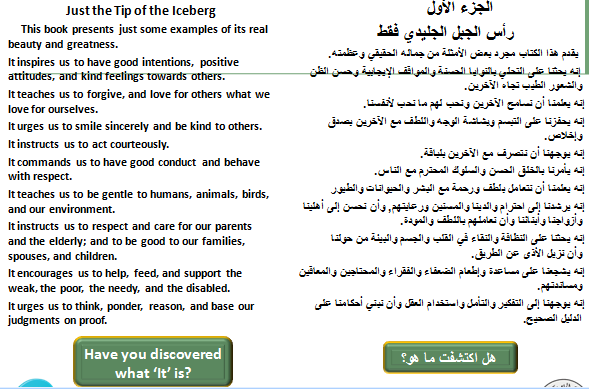 Just the Tip of the Iceberg
This book presents just some examples of its real
beauty and greatness.
It inspires us to have good intentions, positive
attitudes, and kind feelings towards others.
It teaches us to forgive, and love for others what we
love for ourselves.
It urges us to smile sincerely and be kind to others.
It instructs us to act courteously.
It commands us to have good conduct and behave
with respect.
It teaches us to be gentle to humans, animals, birds,
and our environment.
It instructs us to respect and care for our parents
and the elderly; and to be good to our families,
spouses, and children.
It encourages us to help, feed, and support the
weak, the poor, the needy, and the disabled.
It urges us to think, ponder, reason, and base our
judgments on proof.
Have you discovered
what ‘It’ is?
الجزء الأول
رأس الجبل الجليدي فقط
يقدم هذا الكتاب مجرد بعض الأمثلة من جماله الحقيقي وعظمته.
إنه يحثنا على التحلي بالنوايا الحسنة والمواقف الإيجابية وحسن الظن
والشعور الطيب تجاه الآخرين.
إنه يعلمنا أن نسامح الآخرين ونحب لهم ما نحب لأنفسنا.
إنه يحفزنا على التبسم وبشاشة الوجه واللطف مع الآخرين بصدق
وإخلاص.
إنه يوجهنا أن نتصرف مع الآخرين بلباقة.
إنه يأمرنا بالخلق الحسن والسلوك المحترم مع الناس.
إنه يعلمنا أن نتعامل بلطف ورحمة مع البشر والحيوانات والطيور
إنه يرشدنا إلى احترام والدينا والمسنين ورعايتهم, وأن نحسن إلى أهلينا
وأزواجنا وأبنائنا وأن نعاملهم باللطف والمودة.
إنه يحثنا على النظافة والنقاء في القلب والجسم والبيئة من حولنا
وأن نزيل الأذى عن الطريق.
إنه يشجعنا على مساعدة وإطعام الضعفاء والفقراء والمحتاجين والمعاقين
ومساندتهم.
إنه يوجهنا إلى التفكير والتأمل واستخدام العقل وأن نبني أحكامنا على
الدليل الصحيح.
هل اكتشفت ما هو؟